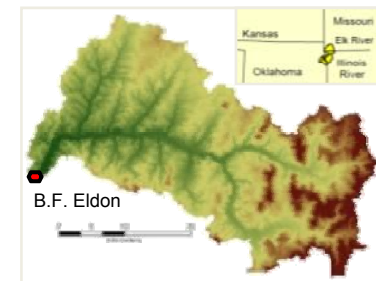 Missouri
Kansas
Elk River
Oklahoma
Illinois
River
B.F. Eldon